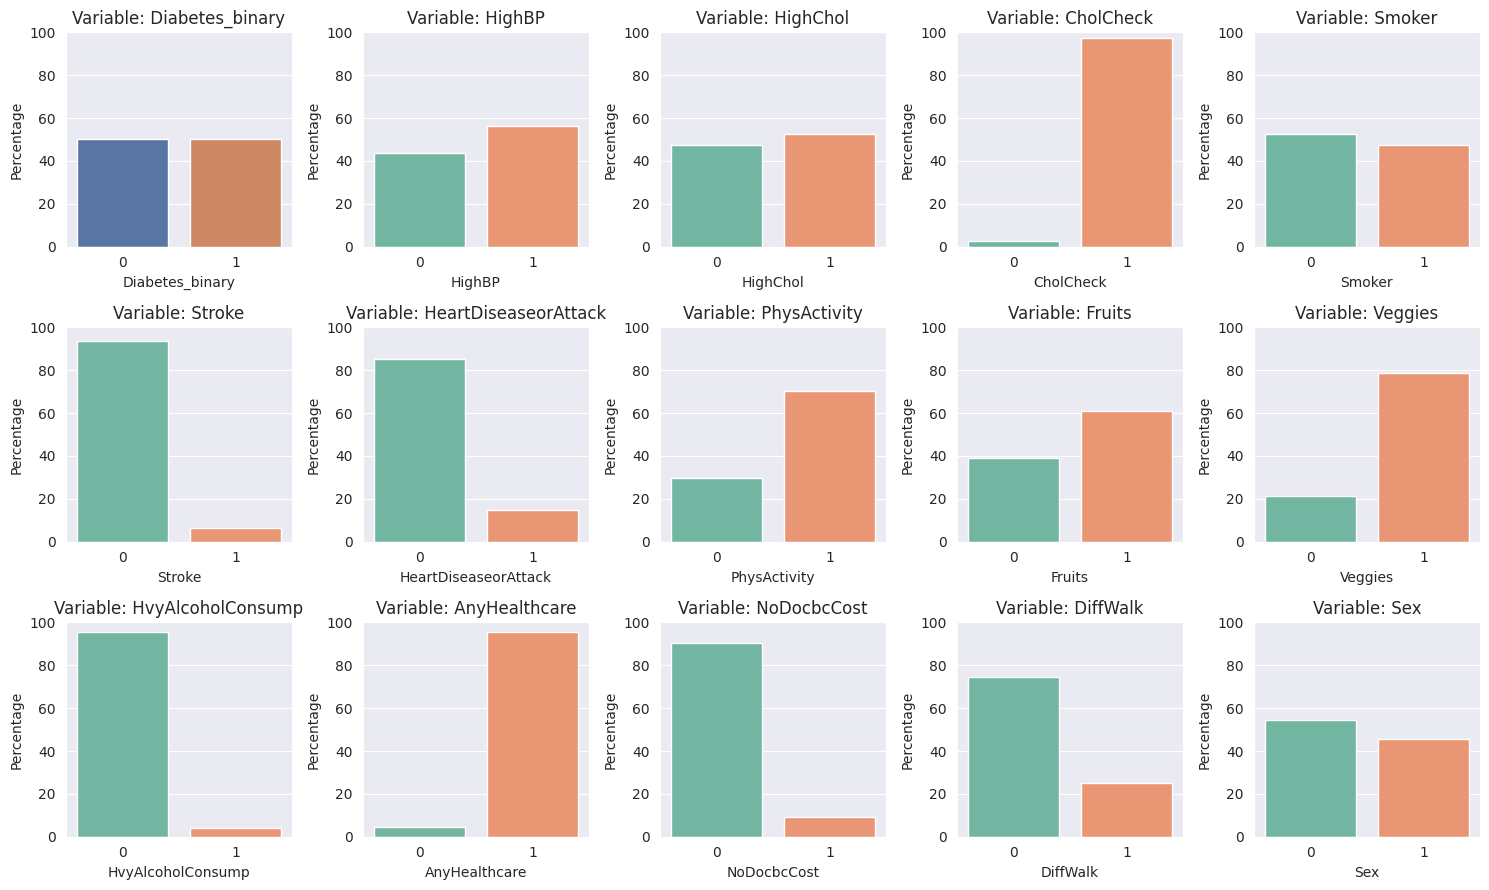 Variable: Diabetes_binary
100
80
60
40
20
0
Percentage
0 1
Diabetes_binary
Variable: HighBP
100
80
60
40
20
0
Percentage
0 1
HighBP
Variable: HighChol
100
80
60
40
20
0
Percentage
0 1
HighChol
Variable: CholCheck
100
80
60
40
20
0
Percentage
0 1
CholCheck
Variable: Smoker
100
80
60
40
20
0
Percentage
0 1
Smoker
Variable: Stroke
100
80
60
40
20
0
Percentage
0 1
Stroke
Variable: HeartDiseaseorAttack
100
80
60
40
20
0
Percentage
0 1
HeartDiseaseorAttack
Variable: PhysActivity
100
80
60
40
20
0
Percentage
0 1
PhysActivity
Variable: Fruits
100
80
60
40
20
0
Percentage
0 1
Fruits
Variable: Veggies
100
80
60
40
20
0
Percentage
0 1
Veggies
Variable: HvyAlcoholConsump
100
80
60
40
20
0
Percentage
0 1
HvyAlcoholConsump
Variable: AnyHealthcare
100
80
60
40
20
0
Percentage
0 1
AnyHealthcare
Variable: NoDocbcCost
100
80
60
40
20
0
Percentage
0 1
NoDocbcCost
Variable: DiffWalk
100
80
60
40
20
0
Percentage
0 1
DiffWalk
Variable: Sex
100
80
60
40
20
0
Percentage
0 1
Sex